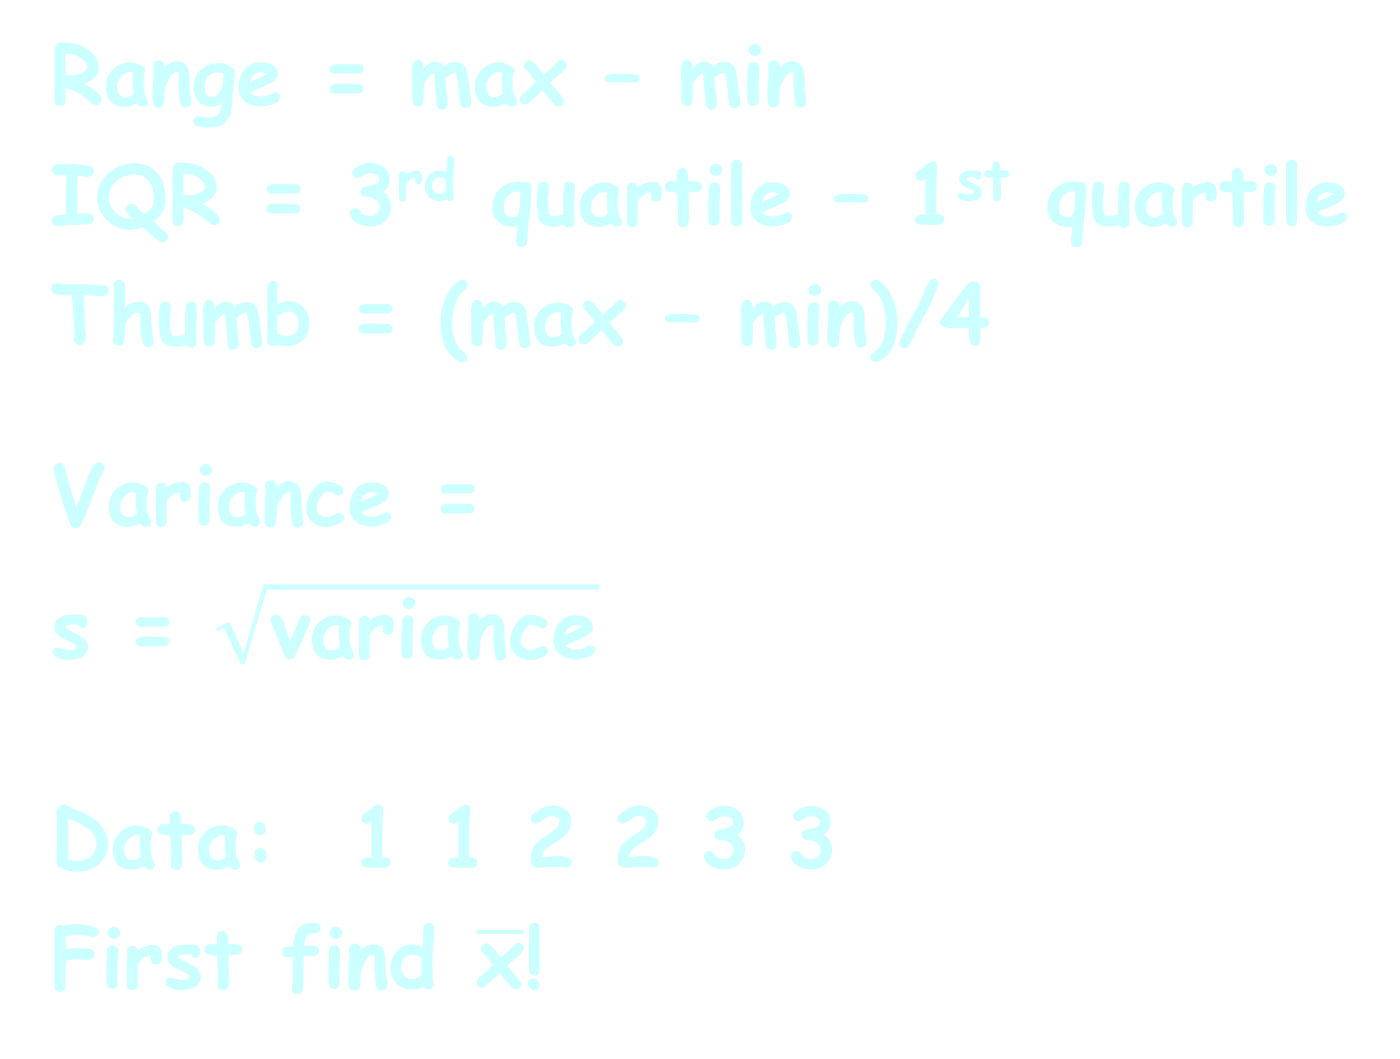 Range = max – min
IQR = 3rd quartile – 1st quartile
Thumb = (max – min)/4
Variance =
s = √variance
Data: 1 1 2 2 3 3
First find x̅!